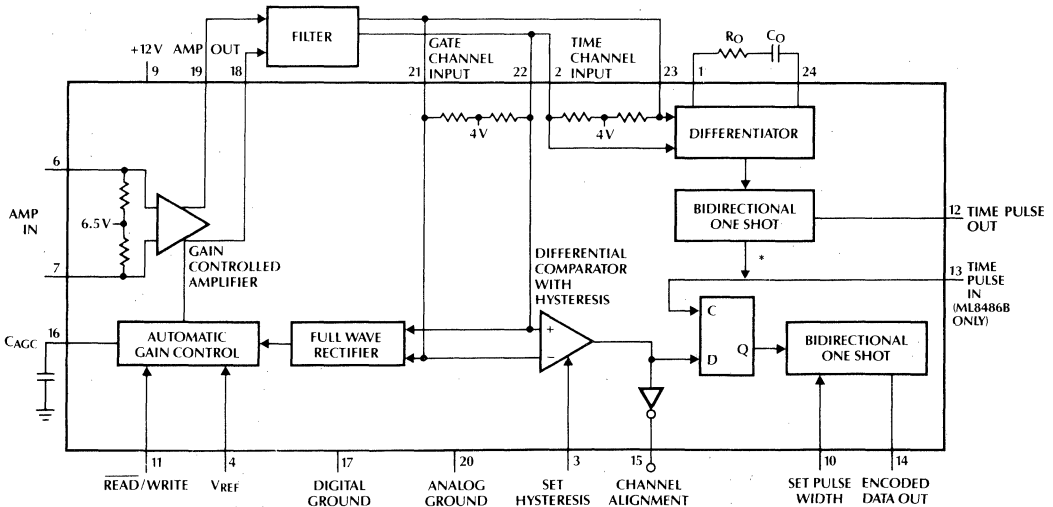 FILTER
+12V AMP OUT
9 19 18
GATE
CHANNEL
INPUT
21 22
TIME
CHANNEL
INPUT
2 23
RO CO
1 24
4V
4V
DIFFERENTIATOR
6
AMP
IN
7
6.5V
GAIN
CONTROLLED
AMPLIFIER
BIDIRECTIONAL
ONE SHOT
*
12 TIME PULSE
OUT
13 TIME
PULSE
IN
(ML8486B
ONLY)
DIFFERENTIAL
COMPARATOR
WITH
HYSTERESIS
CAGC 16
AUTOMATIC
GAIN CONTROL
FULL WAVE
RECTIFIER
+
−
C
D Q
BIDIRECTIONAL
ONE SHOT
11
READ/WRITE
4
VREF
17
DIGITAL
GROUND
20
ANALOG
GROUND
3
SET
HYSTERESIS
15
CHANNEL
ALIGNMENT
10
SET PULSE
WIDTH
14
ENCODED
DATA OUT